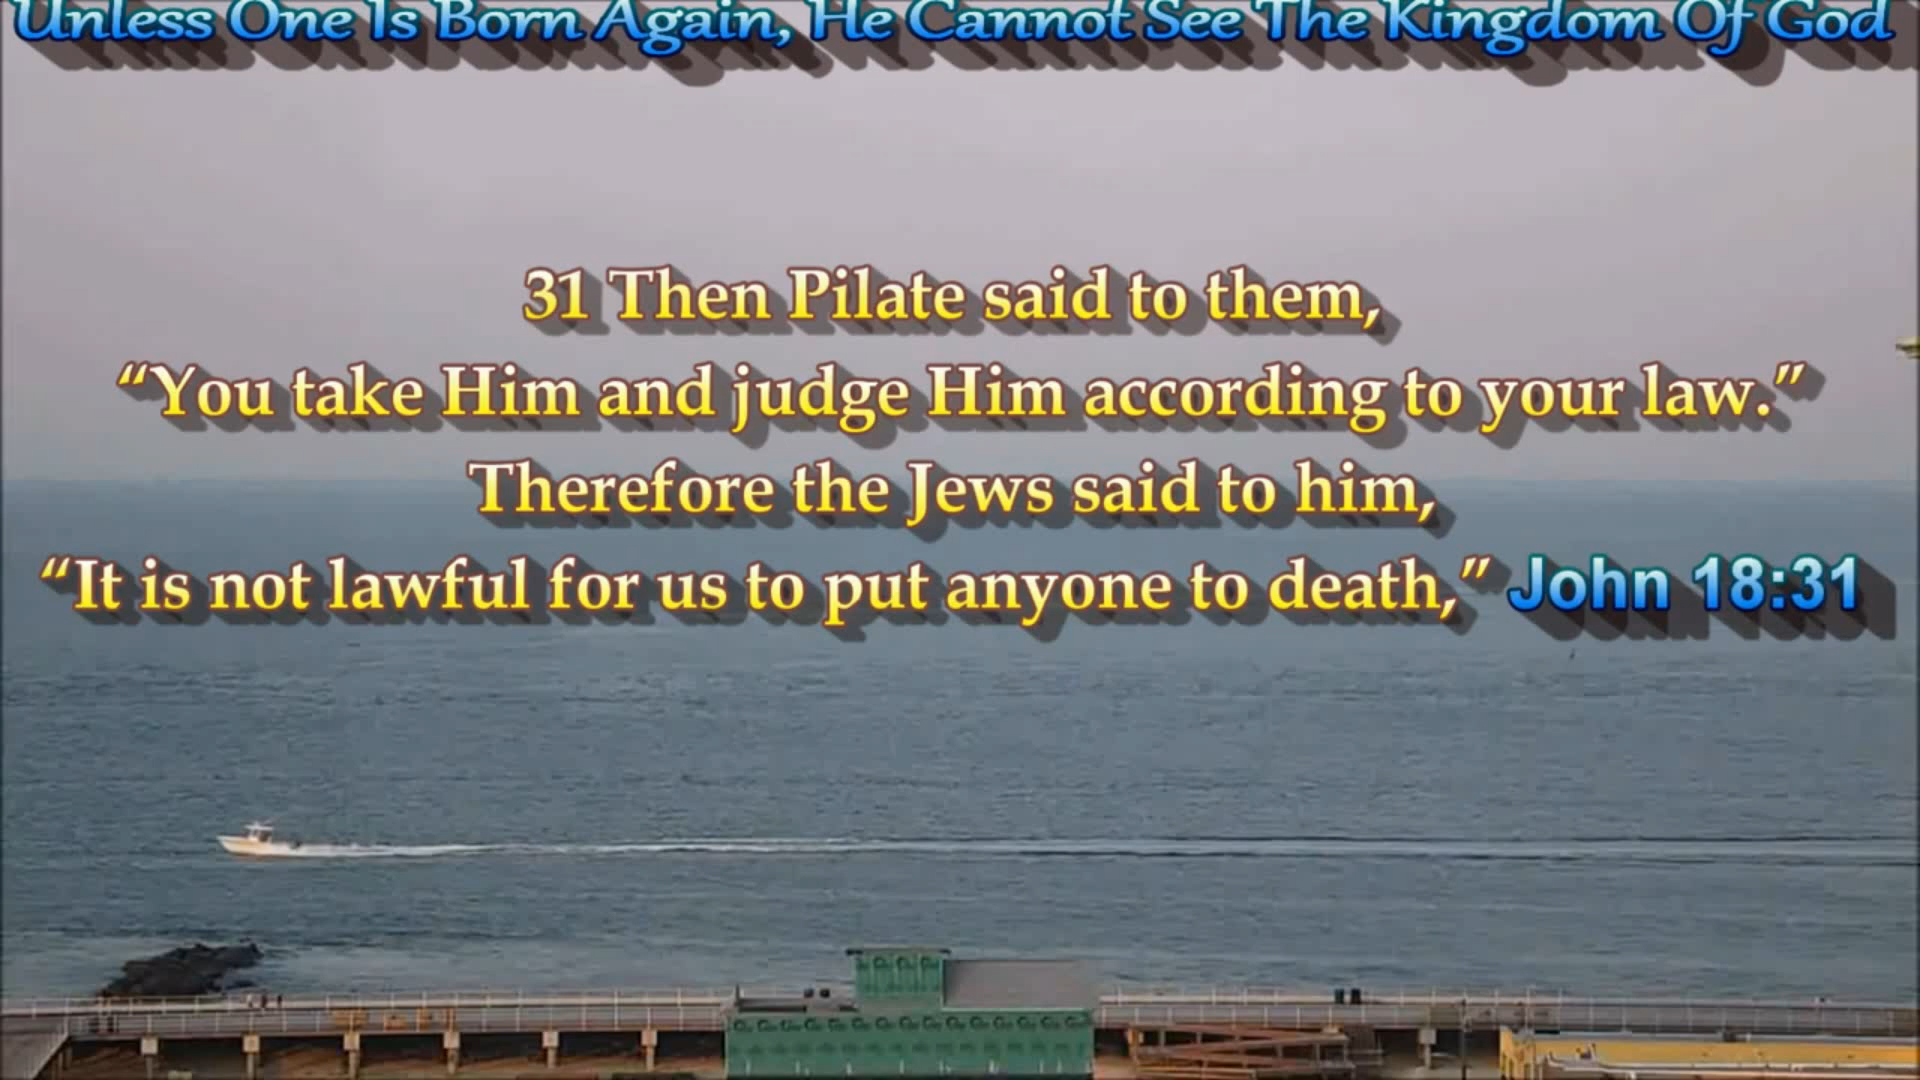 Unless One Is Born Again, He Cannot See The Kingdom Of God
31 Then Pilate said to them,
“You take Him and judge Him according to your law.”
Therefore the Jews said to him,
“It is not lawful for us to put anyone to death,” John 18:31